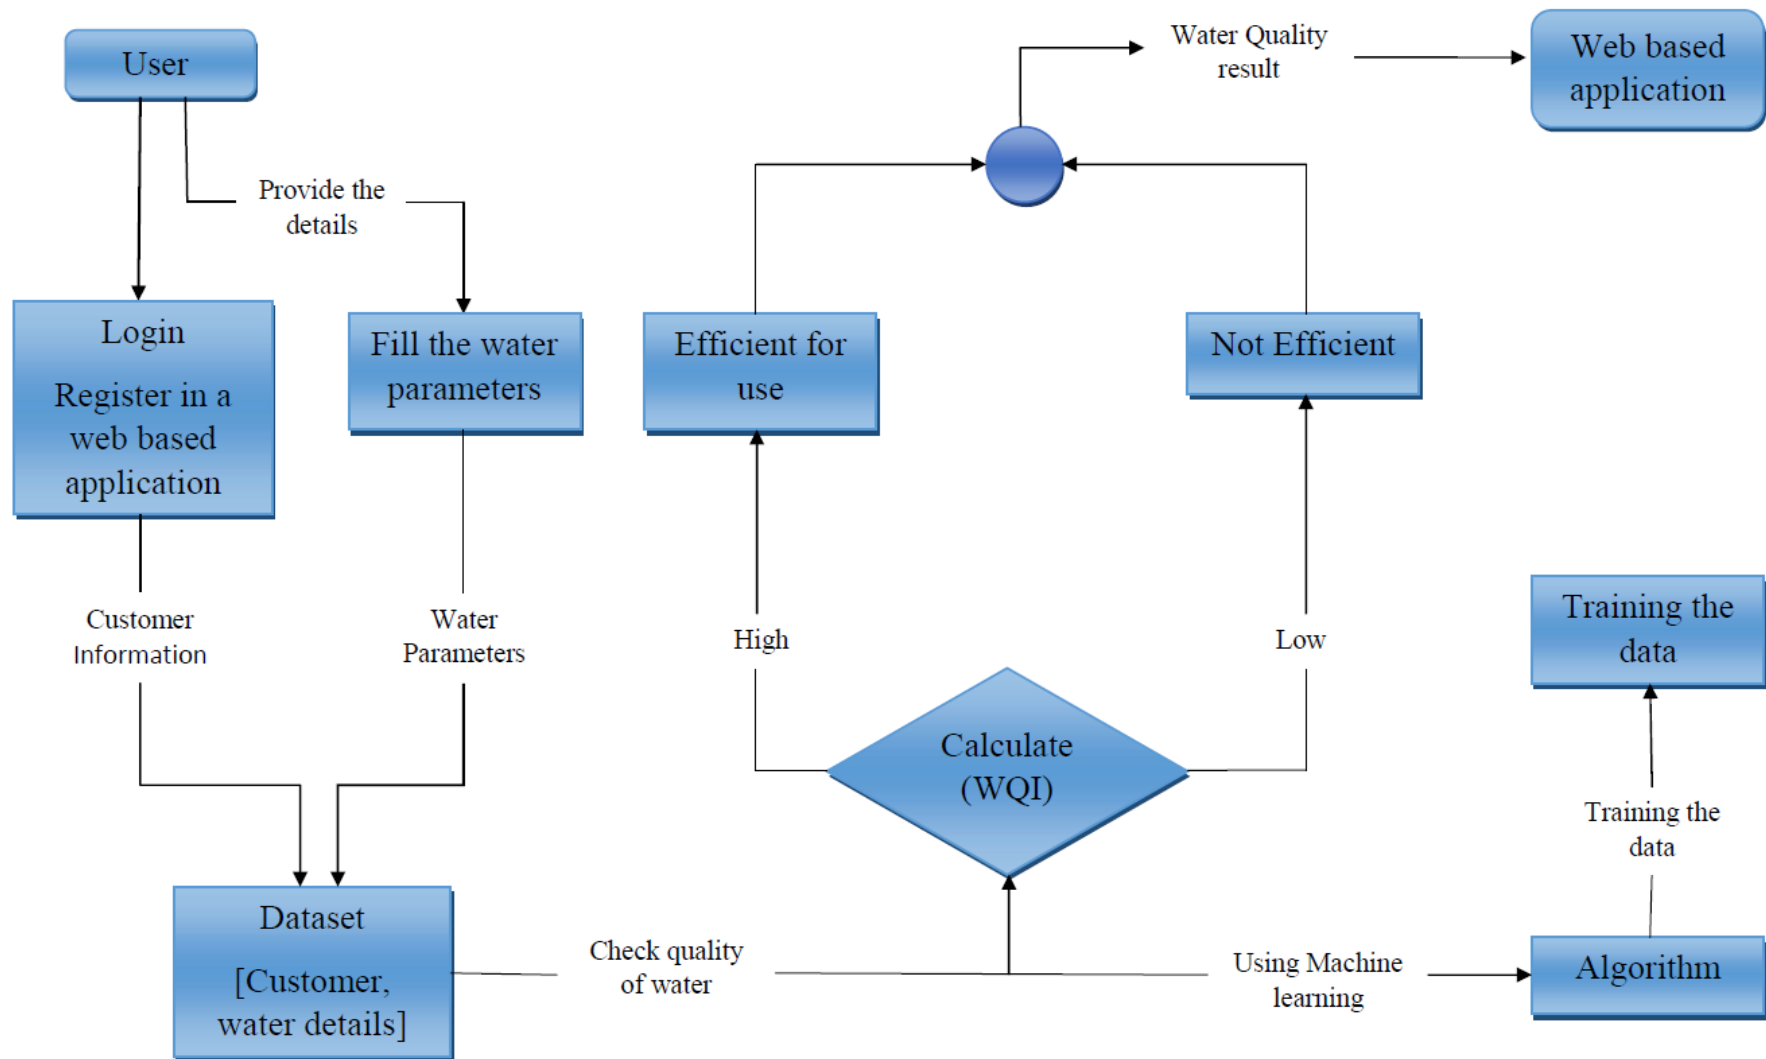 User
Provide the
details
Login
Register in a
web based
application
Fill the water
parameters
Customer
Information
Water
Parameters
Dataset
[Customer,
water details]
Check quality
of water
Calculate
(WQI)
High
Low
Efficient for
use
Not Efficient
Water Quality
result
Web based
application
Using Machine
learning
Algorithm
Training the
data
Training the
data